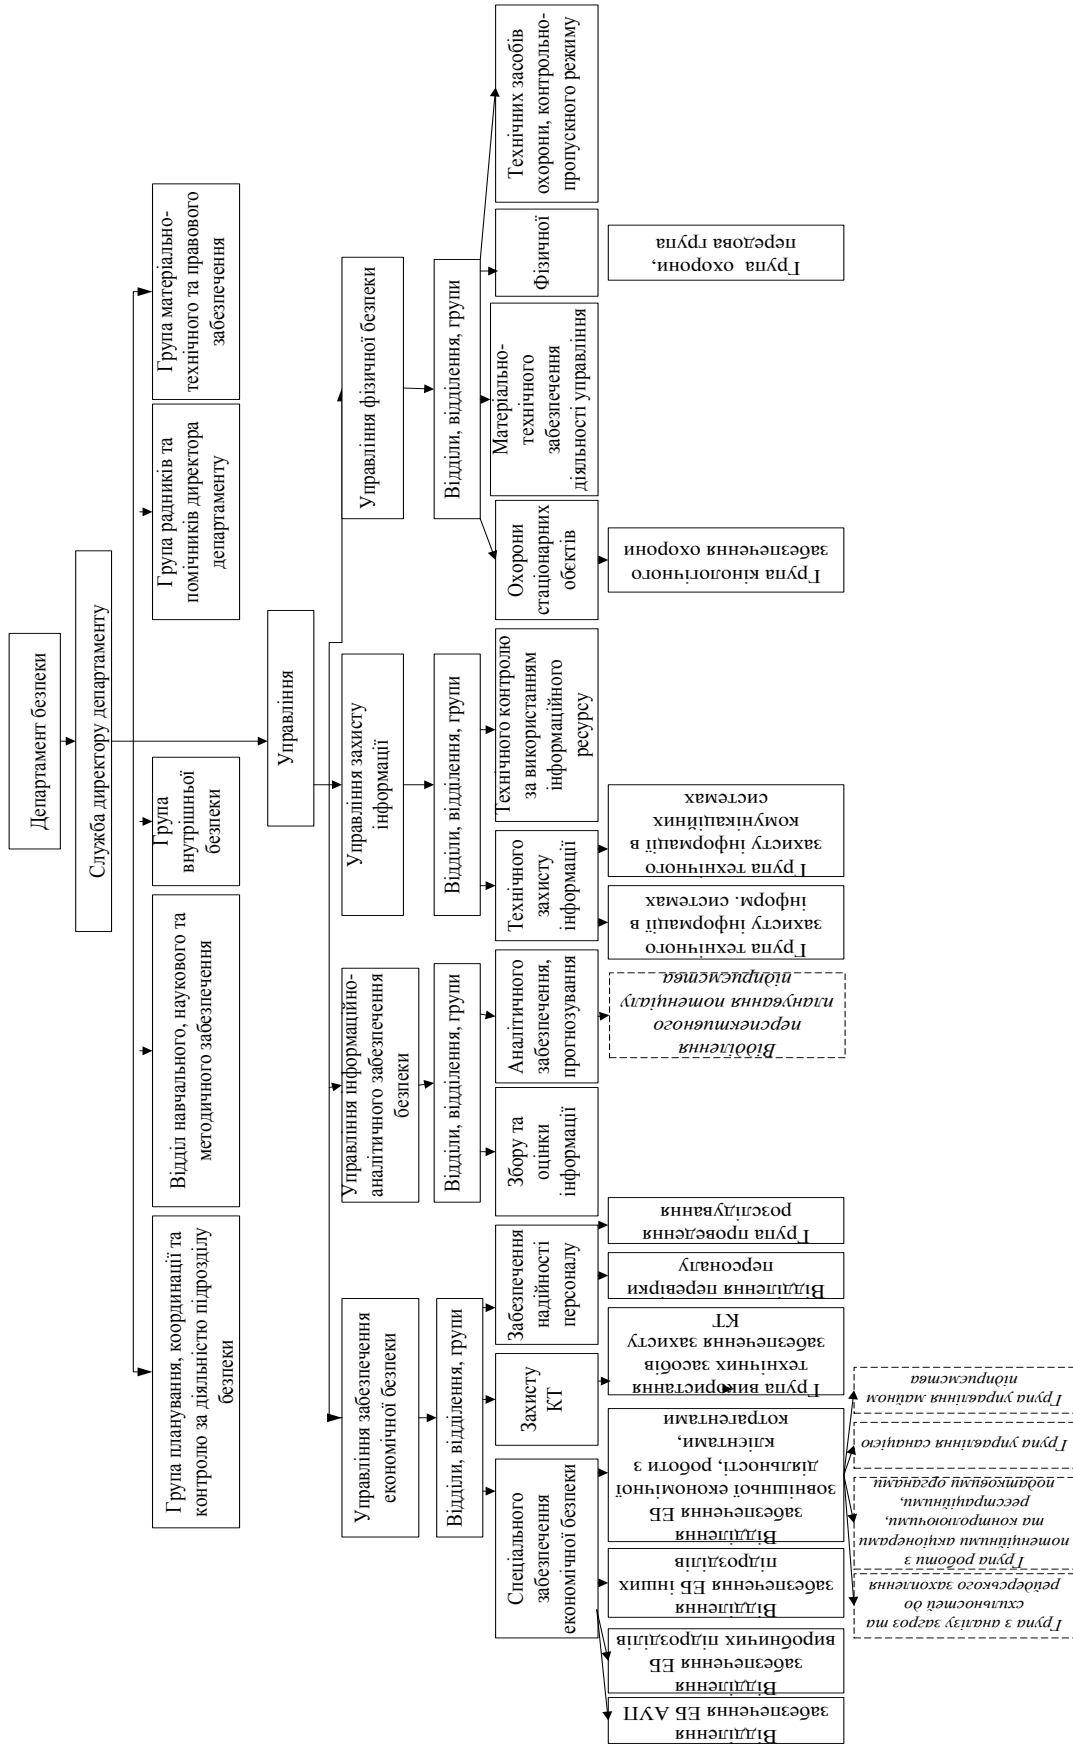 Департамент безпеки
Служба директору департаменту
Група планування, координації та
контролю за діяльністю підрозділу
безпеки
Відділ навчального, наукового та
методичного забезпечення
Група
внутрішньої
безпеки
Група радників та
помічників директора
департаменту
Група матеріально-
технічного та правового
забезпечення
Управління
Управління забезпечення
економічної безпеки
Управління інформаційно-
аналітичного забезпечення
безпеки
Управління захисту
інформації
Управління фізичної безпеки
Відділи, відділення, групи
Відділи, відділення, групи
Відділи, відділення, групи
Відділи, відділення, групи
Спеціального
забезпечення
економічної безпеки
Захисту
КТ
Забезпечення
надійності
персоналу
Збору та
оцінки
інформації
Аналітичного
забезпечення,
прогнозування
Технічного
захисту
інформації
Технічного контролю
за використанням
інформаційного
ресурсу
Охорони
стаціонарних
обєктів
Матеріально-
технічного
забезпечення
діяльності управління
Фізичної
Технічних засобів
охорони, контрольно-
пропускного режиму
Відділення
забезпечення ЕБ АУП
Відділення
забезпечення ЕБ
виробничих підрозділів
Відділення
забезпечення ЕБ інших
підрозділів
Відділення
забезпечення ЕБ
зовнішньої економічної
діяльності, роботи з
клієнтами,
котрагентами
Група використання
технічних засобів
забезпечення захисту
КТ
Відділення перевірки
персоналу
Група проведення
розслідування
Відділення
перспективного
планування потенціалу
підприємства
Група технічного
захисту інформації в
інформ. системах
Група технічного
захисту інформації в
комунікаційних
системах
Група кінологічного
забезпечення охорони
Група охорони,
передова група
Група з аналізу загроз та
схильностей до
рейдерського захоплення
Група роботи з
потенційними акціонерами
та контролюючими,
реєстраційними,
податковими органами
Група управління санацією
Група управління майном
підприємства